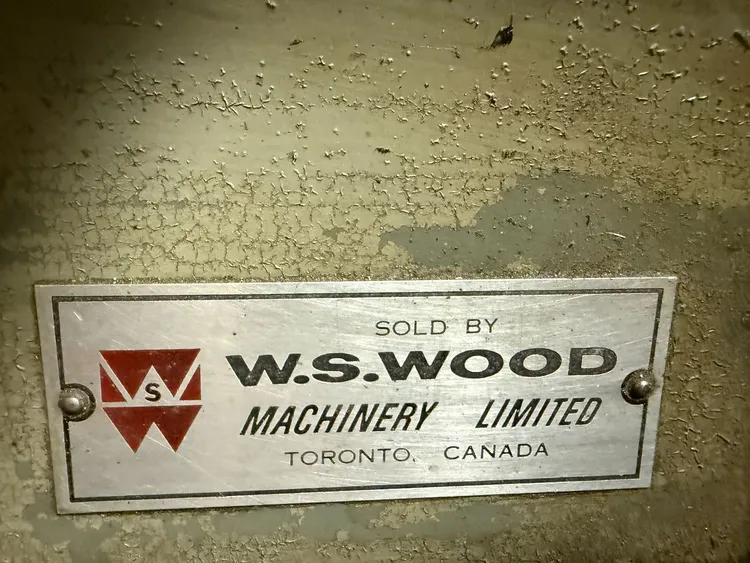 SOLD BY
W.S.WOOD
MACHINERY LIMITED
TORONTO, CANADA
W
S
W